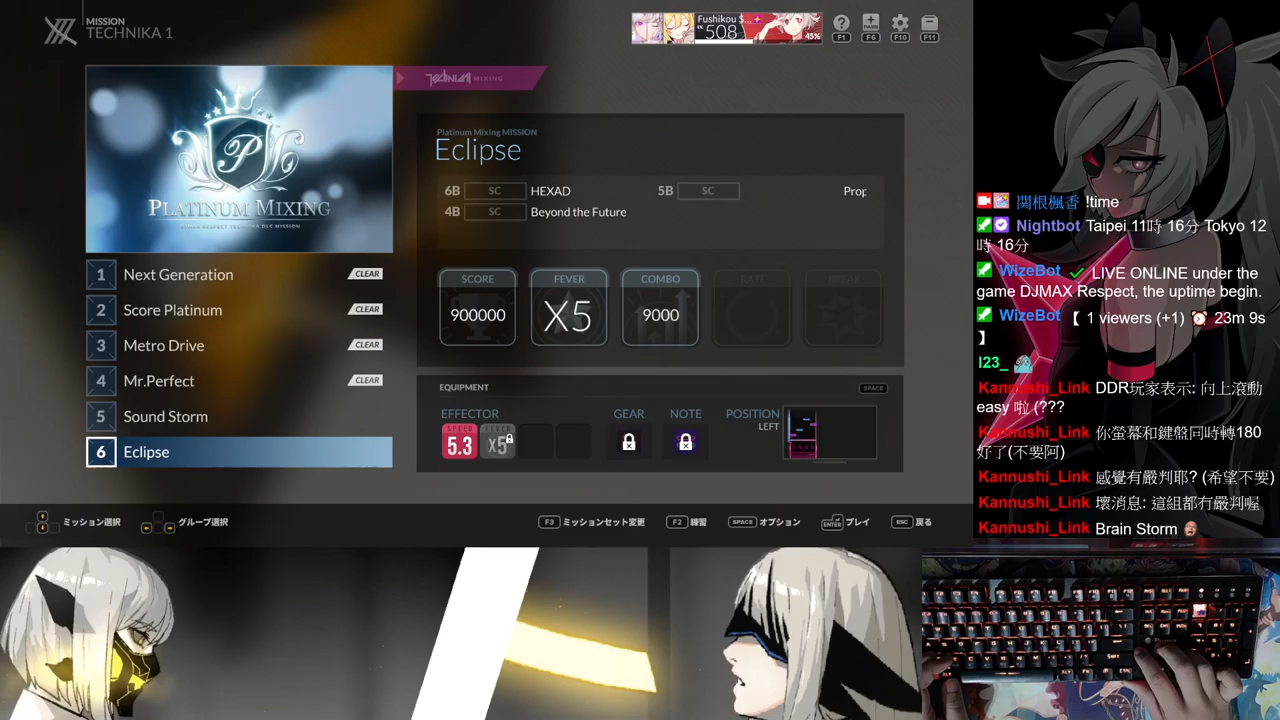 MISSION
TECHNIKA 1
Fushikou S...
508
45%
F1
F6
F10
F11
MIXING
P
PLATINUM MIXING
Platinum Mixing MISSION
Eclipse
6B SC HEXAD
5B SC Prop
4B SC Beyond the Future
1 Next Generation CLEAR
2 Score Platinum CLEAR
3 Metro Drive CLEAR
4 Mr.Perfect CLEAR
5 Sound Storm
6 Eclipse
SCORE
900000
FEVER
X5
COMBO
9000
RATE
BREAK
EQUIPMENT
SPACE
EFFECTOR
GEAR
NOTE
POSITION
LEFT
SPEED
5.3
FEVER
X5
ミッション選択
グループ選択
F3 ミッションセット変更
F2 練習
SPACE オプション
ENTER プレイ
ESC 戻る
関根楓香 !time
Nightbot Taipei 11時 16分 Tokyo 12
時 16分
WizeBot LIVE ONLINE under the
game DJMAX Respect, the uptime begin.
WizeBot 【 1 viewers (+1) ⏰ 23m 9s
】
I23_
Kannushi_Link DDR玩家表示: 向上滾動
easy 啦 (???
Kannushi_Link 你螢幕和鍵盤同時轉180
好了(不要阿)
Kannushi_Link 感覺有嚴判耶? (希望不要)
Kannushi_Link 壞消息: 這組都有嚴判喔
Kannushi_Link Brain Storm